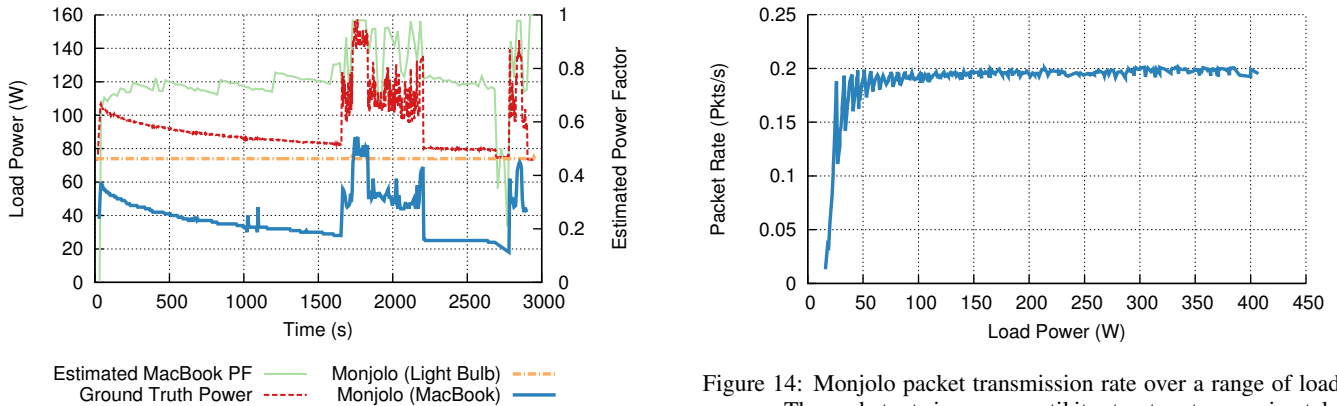 160
140
120
100
80
60
40
20
0
Load Power (W)
1
0.8
0.6
0.4
0.2
0
Estimated Power Factor
0 500 1000 1500 2000 2500 3000
Time (s)
Estimated MacBook PF
Ground Truth Power
Monjolo (Light Bulb)
Monjolo (MacBook)
0.25
0.2
0.15
0.1
0.05
0
Packet Rate (Pkts/s)
0 50 100 150 200 250 300 350 400 450
Load Power (W)
Figure 14: Monjolo packet transmission rate over a range of load